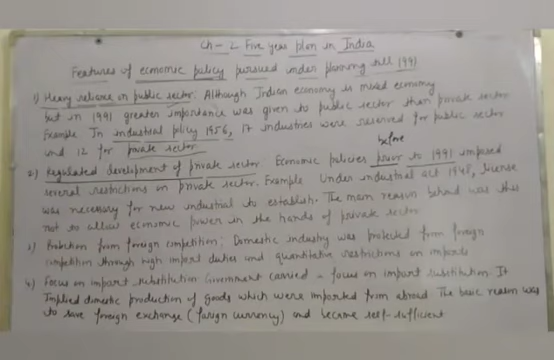 Ch-2 Five year plan in India
Features of economic policy pursued under planning till 1991
1) Heavy reliance on public sector: Although Indian economy is mixed economy
but in 1991 greater importance was given to public sector than private sector
Example In industrial policy 1956, 17 industries were reserved for public sector
and 12 for private sector.
before
2) Regulated development of private sector. Economic policies prior to 1991 imposed
several restrictions on private sector. Example Under industrial act 1948, license
was necessary for new industrial to establish. The main reason behind was this
not to allow economic power in the hands of private sector
3) Protection from foreign competition: Domestic industry was protected from foreign
competition through high import duties and quantitative restrictions on imports
4) Focus on import substitution Government carried a focus on import substitution. It
Implied domestic production of goods which were imported from abroad The basic reason was
to save foreign exchange (foreign currency) and became self-sufficient